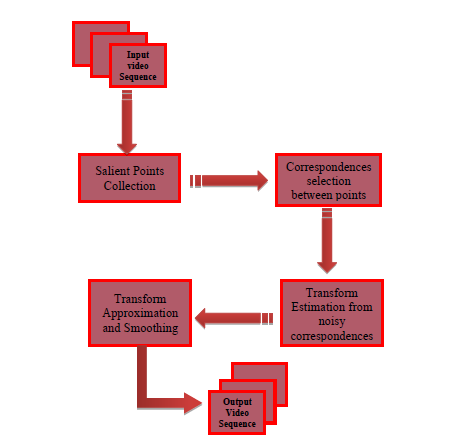 Input
video
Sequence
Salient Points
Collection
Correspondences
selection
between points
Transform
Estimation from
noisy
correspondences
Transform
Approximation
and Smoothing
Output
Video
Sequence